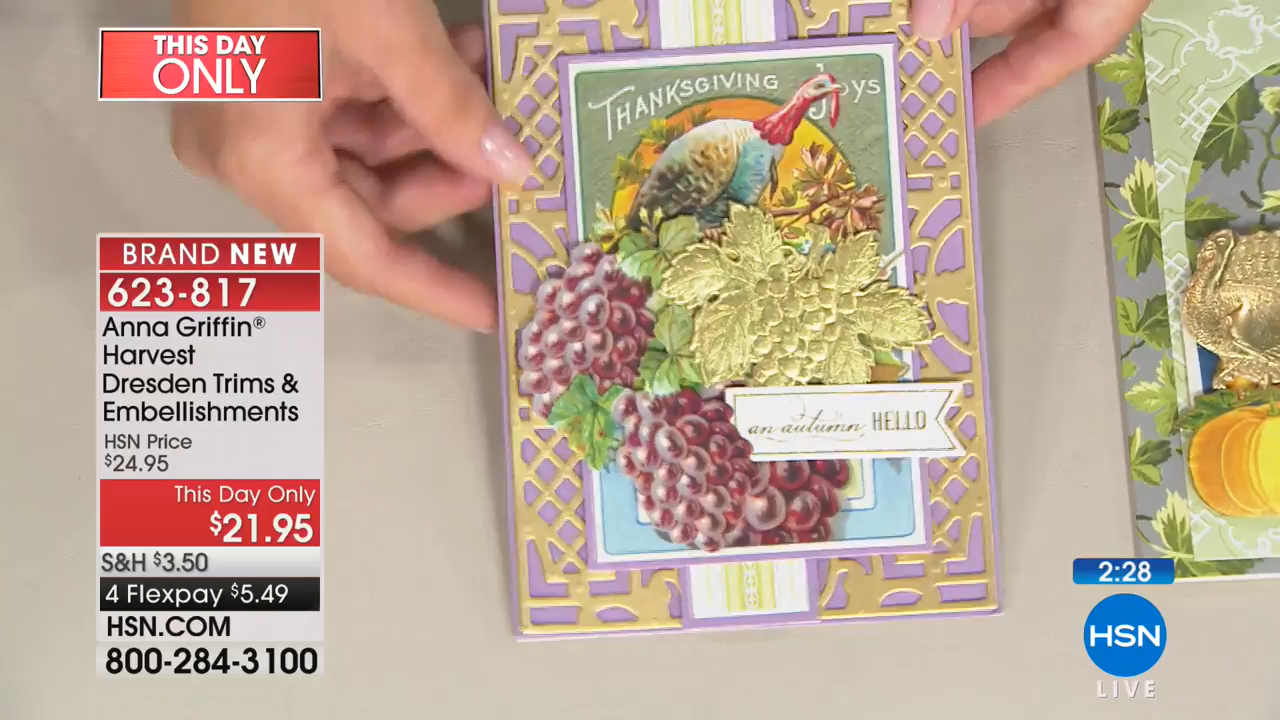 THIS DAY
ONLY
BRAND NEW
623-817
Anna Griffin®
Harvest
Dresden Trims &
Embellishments
HSN Price
$24.95
This Day Only
$21.95
S&H $3.50
4 Flexpay $5.49
HSN.COM
800-284-3100
THANKSGIVING JOYS
an autumn HELLO
2:28
HSN
LIVE